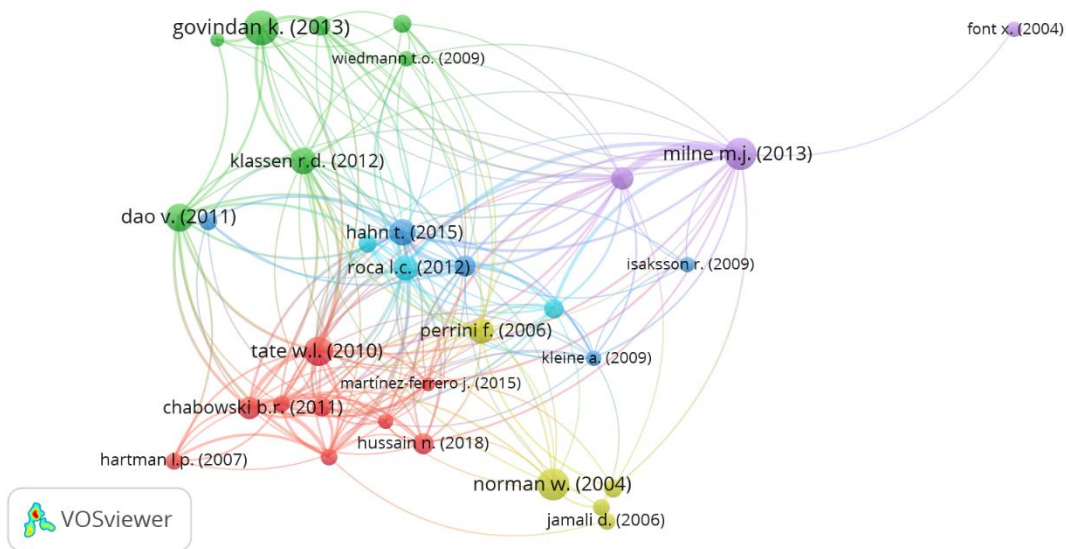 govindan k. (2013)
font x. (2004)
wiedmann t.o. (2009)
milne m.j. (2013)
klassen r.d. (2012)
dao v. (2011)
hahn t. (2015)
isaksson r. (2009)
roca l.c. (2012)
perrini f. (2006)
tate w.l. (2010)
kleine a. (2009)
martínez-ferrero j. (2015)
chabowski b.r. (2011)
hussain n. (2018)
hartman l.p. (2007)
norman w. (2004)
jamali d. (2006)
VOSviewer